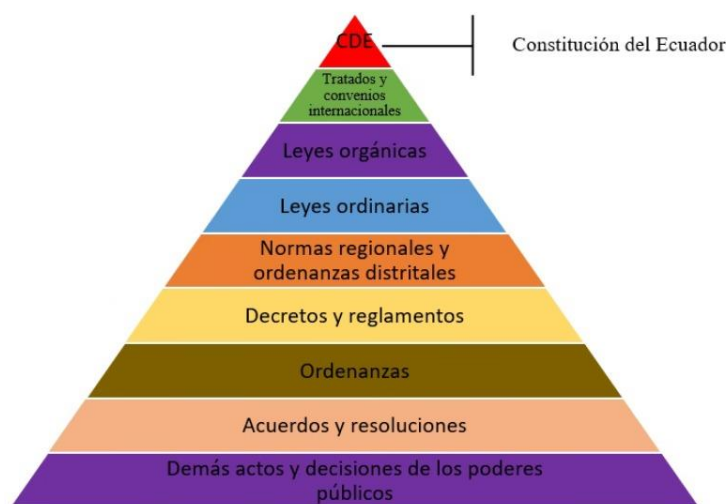 CDE
Constitución del Ecuador
Tratados y
convenios
internacionales
Leyes orgánicas
Leyes ordinarias
Normas regionales y
ordenanzas distritales
Decretos y reglamentos
Ordenanzas
Acuerdos y resoluciones
Demás actos y decisiones de los poderes
públicos